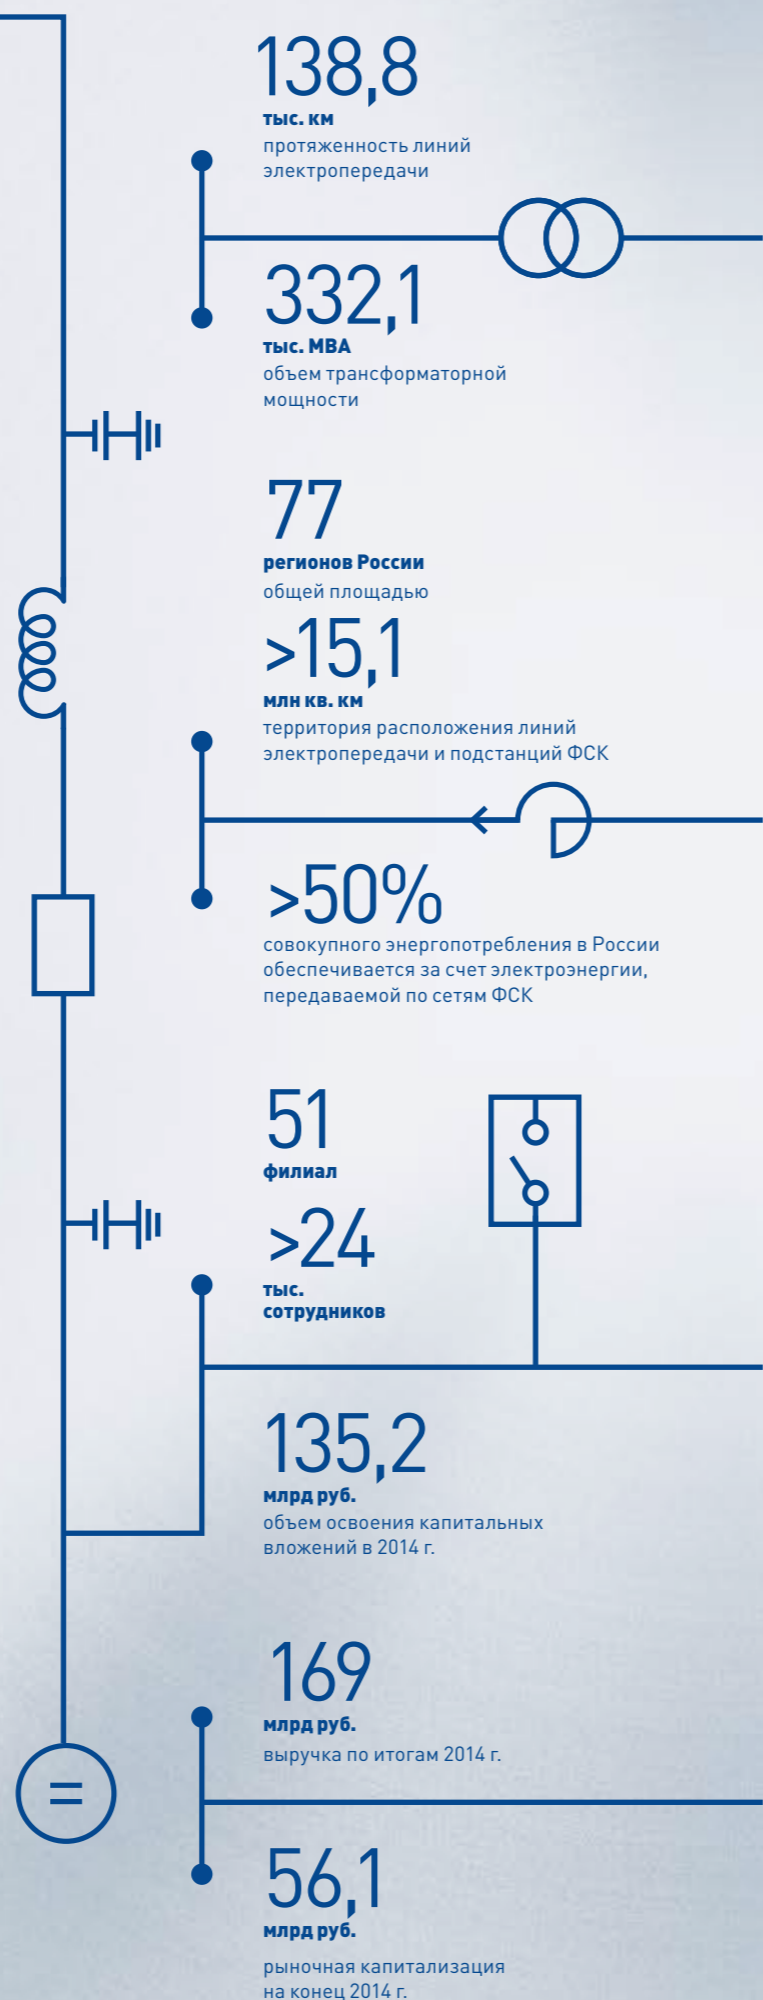 138,8
тыс. км
протяженность линий
электропередачи
332,1
тыс. МВА
объем трансформаторной
мощности
77
регионов России
общей площадью
>15,1
млн кв. км
территория расположения линий
электропередачи и подстанций ФСК
>50%
совокупного энергопотребления в России
обеспечивается за счет электроэнергии,
передаваемой по сетям ФСК
51
филиал
>24
тыс.
сотрудников
135,2
млрд руб.
объем освоения капитальных
вложений в 2014 г.
169
млрд руб.
выручка по итогам 2014 г.
56,1
млрд руб.
рыночная капитализация
на конец 2014 г.